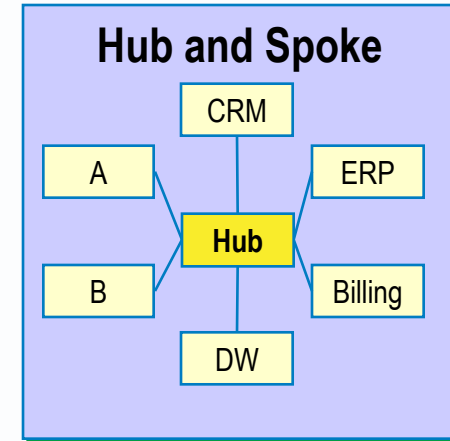 Hub and Spoke
CRM
A
ERP
Hub
B
Billing
DW